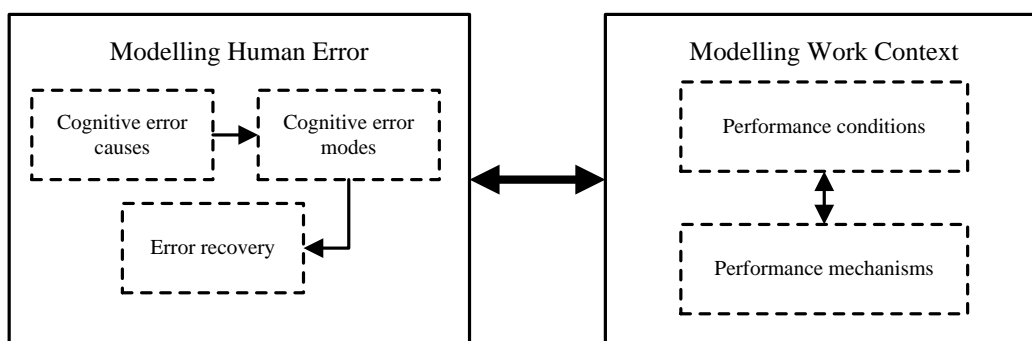 Modelling Human Error
Cognitive error
causes
Cognitive error
modes
Error recovery
Modelling Work Context
Performance conditions
Performance mechanisms